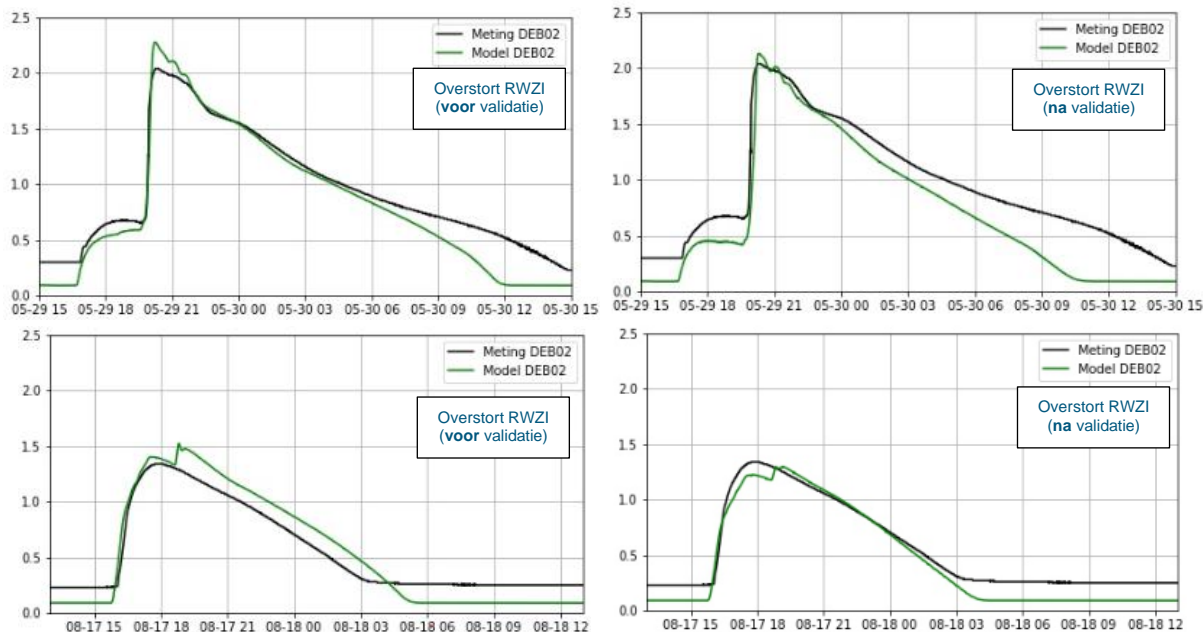 2.5
2.0
1.5
1.0
0.5
0.0
Meting DEB02
Model DEB02
Overstort RWZI
(voor validatie)
05-29 15 05-29 18 05-29 21 05-30 00 05-30 03 05-30 06 05-30 09 05-30 12 05-30 15
2.5
2.0
1.5
1.0
0.5
0.0
Meting DEB02
Model DEB02
Overstort RWZI
(na validatie)
05-29 15 05-29 18 05-29 21 05-30 00 05-30 03 05-30 06 05-30 09 05-30 12 05-30 15
2.5
2.0
1.5
1.0
0.5
0.0
Meting DEB02
Model DEB02
Overstort RWZI
(voor validatie)
08-17 15 08-17 18 08-17 21 08-18 00 08-18 03 08-18 06 08-18 09 08-18 12
2.5
2.0
1.5
1.0
0.5
0.0
Meting DEB02
Model DEB02
Overstort RWZI
(na validatie)
08-17 15 08-17 18 08-17 21 08-18 00 08-18 03 08-18 06 08-18 09 08-18 12